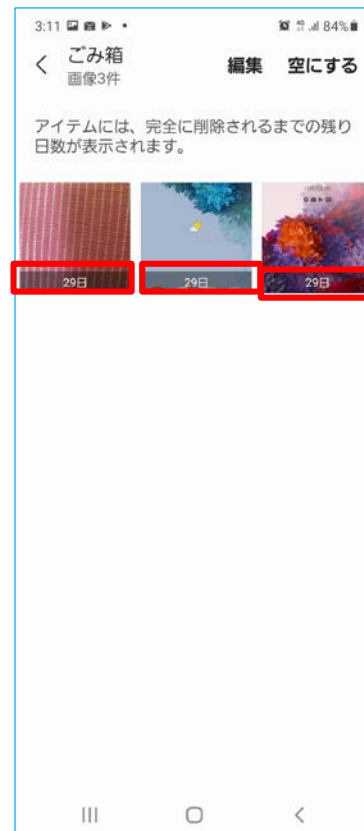 3:11
84%
ごみ箱
画像3件
編集 空にする
アイテムには、完全に削除されるまでの残り
日数が表示されます。
29日
29日
29日